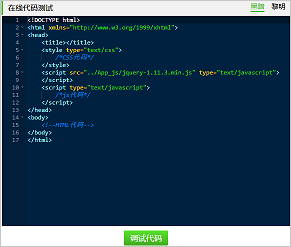 在线代码测试 黑暗 黎明
1 <!DOCTYPE html>
2 <html xmlns="http://www.w3.org/1999/xhtml">
3 <head>
4 <title></title>
5 <style type="text/css">
6 /*CSS代码*/
7 </style>
8 <script src="../App_js/jquery-1.11.3.min.js" type="text/javascript">
9 </script>
10 <script type="text/javascript">
11 /*js代码*/
12 </script>
13 </head>
14 <body>
15 <!--HTML代码-->
16 </body>
17 </html>
调试代码